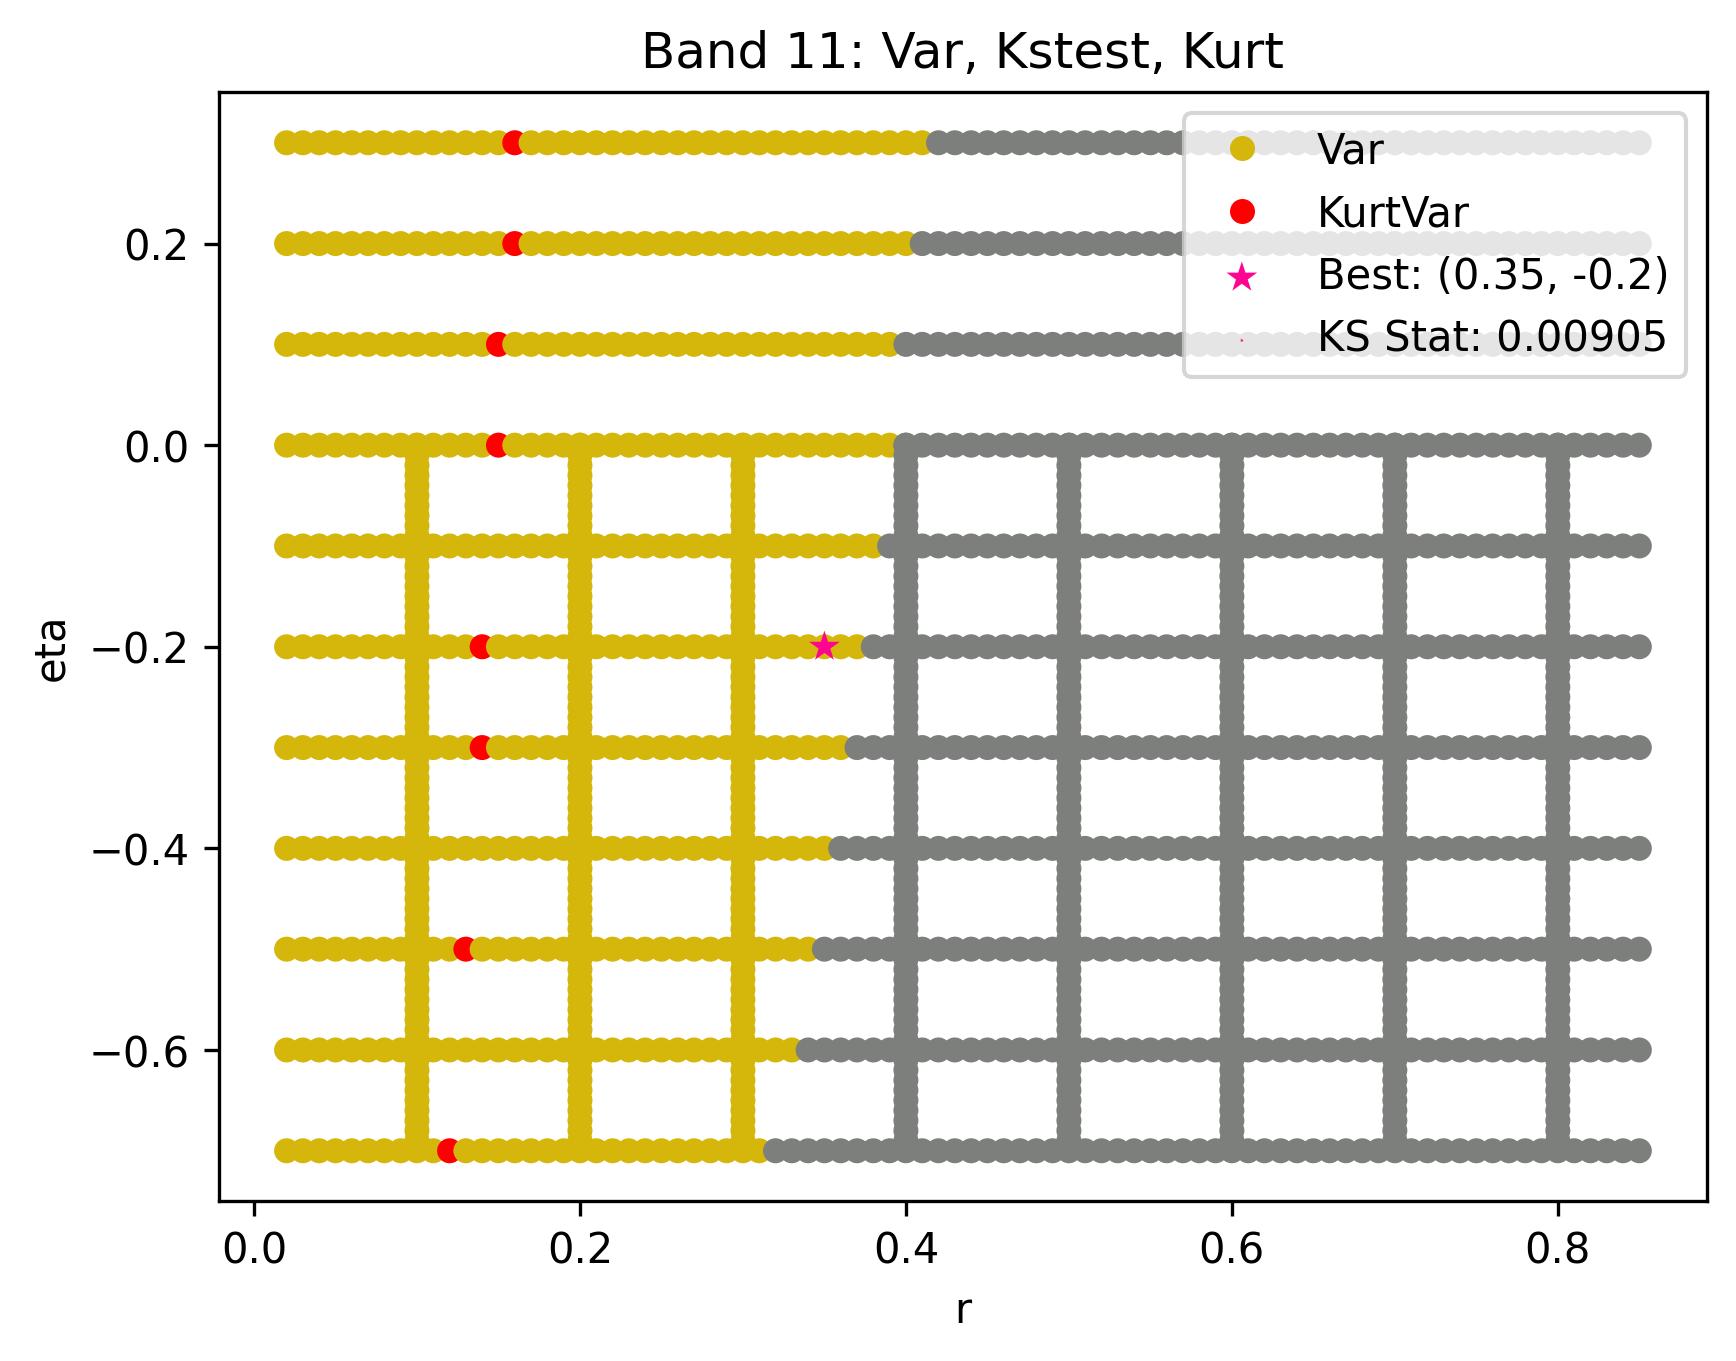 Band 11: Var, Kstest, Kurt
Var
KurtVar
Best: (0.35, -0.2)
KS Stat: 0.00905
0.2
0.0
−0.2
−0.4
−0.6
eta
0.0 0.2 0.4 0.6 0.8
r